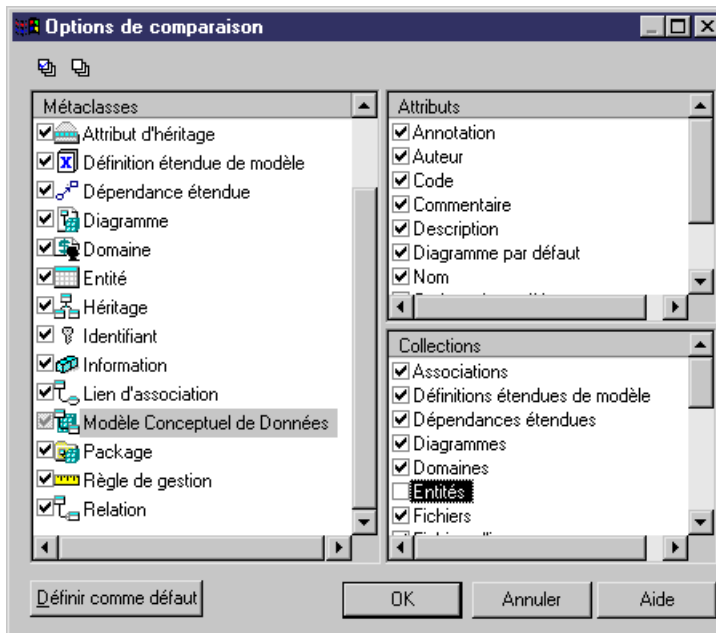 Options de comparaison
Métaclasses
Attribut d'héritage
Définition étendue de modèle
Dépendance étendue
Diagramme
Domaine
Entité
Héritage
Identifiant
Information
Lien d'association
Modèle Conceptuel de Données
Package
Règle de gestion
Relation
Attributs
Annotation
Auteur
Code
Commentaire
Description
Diagramme par défaut
Nom
Collections
Associations
Définitions étendues de modèle
Dépendances étendues
Diagrammes
Domaines
Entités
Fichiers
Définir comme défaut
OK
Annuler
Aide